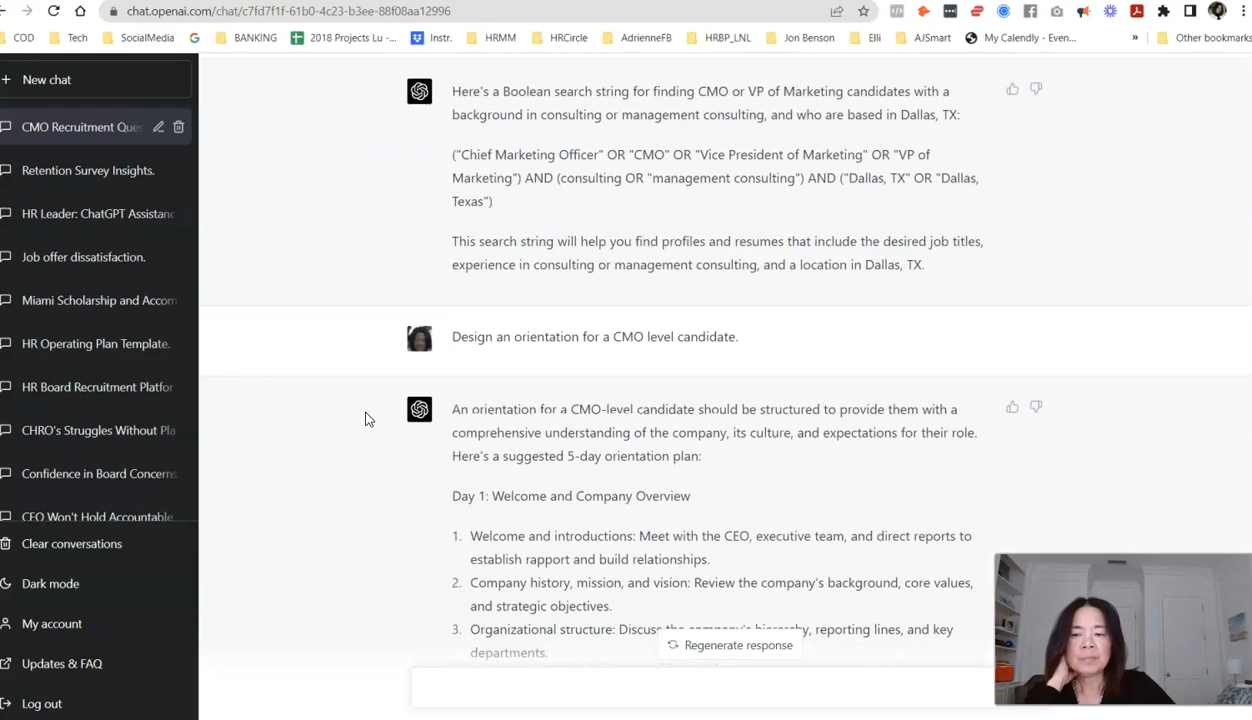 chat.openai.com/chat/c7fd7f1f-61b0-4c23-b3ee-88f08aa12996
COD Tech SocialMedia BANKING 2018 Projects Lu -... Instr. HRMM HRCircle AdrienneFB HRBP_LNL Jon Benson Elli AJSmart My Calendly - Even... » Other bookmarks
+ New chat
CMO Recruitment Ques
Retention Survey Insights.
HR Leader: ChatGPT Assistanc
Job offer dissatisfaction.
Miami Scholarship and Accom
HR Operating Plan Template.
HR Board Recruitment Platfor
CHRO's Struggles Without Pla
Confidence in Board Concerns
CEO Won't Hold Accountable
Clear conversations
Dark mode
My account
Updates & FAQ
Log out
Here's a Boolean search string for finding CMO or VP of Marketing candidates with a
background in consulting or management consulting, and who are based in Dallas, TX:
("Chief Marketing Officer" OR "CMO" OR "Vice President of Marketing" OR "VP of
Marketing") AND (consulting OR "management consulting") AND ("Dallas, TX" OR "Dallas,
Texas")
This search string will help you find profiles and resumes that include the desired job titles,
experience in consulting or management consulting, and a location in Dallas, TX.
Design an orientation for a CMO level candidate.
An orientation for a CMO-level candidate should be structured to provide them with a
comprehensive understanding of the company, its culture, and expectations for their role.
Here's a suggested 5-day orientation plan:
Day 1: Welcome and Company Overview
1. Welcome and introductions: Meet with the CEO, executive team, and direct reports to
establish rapport and build relationships.
2. Company history, mission, and vision: Review the company's background, core values,
and strategic objectives.
3. Organizational structure: Discuss the company's hierarchy, reporting lines, and key
departments.
Regenerate response